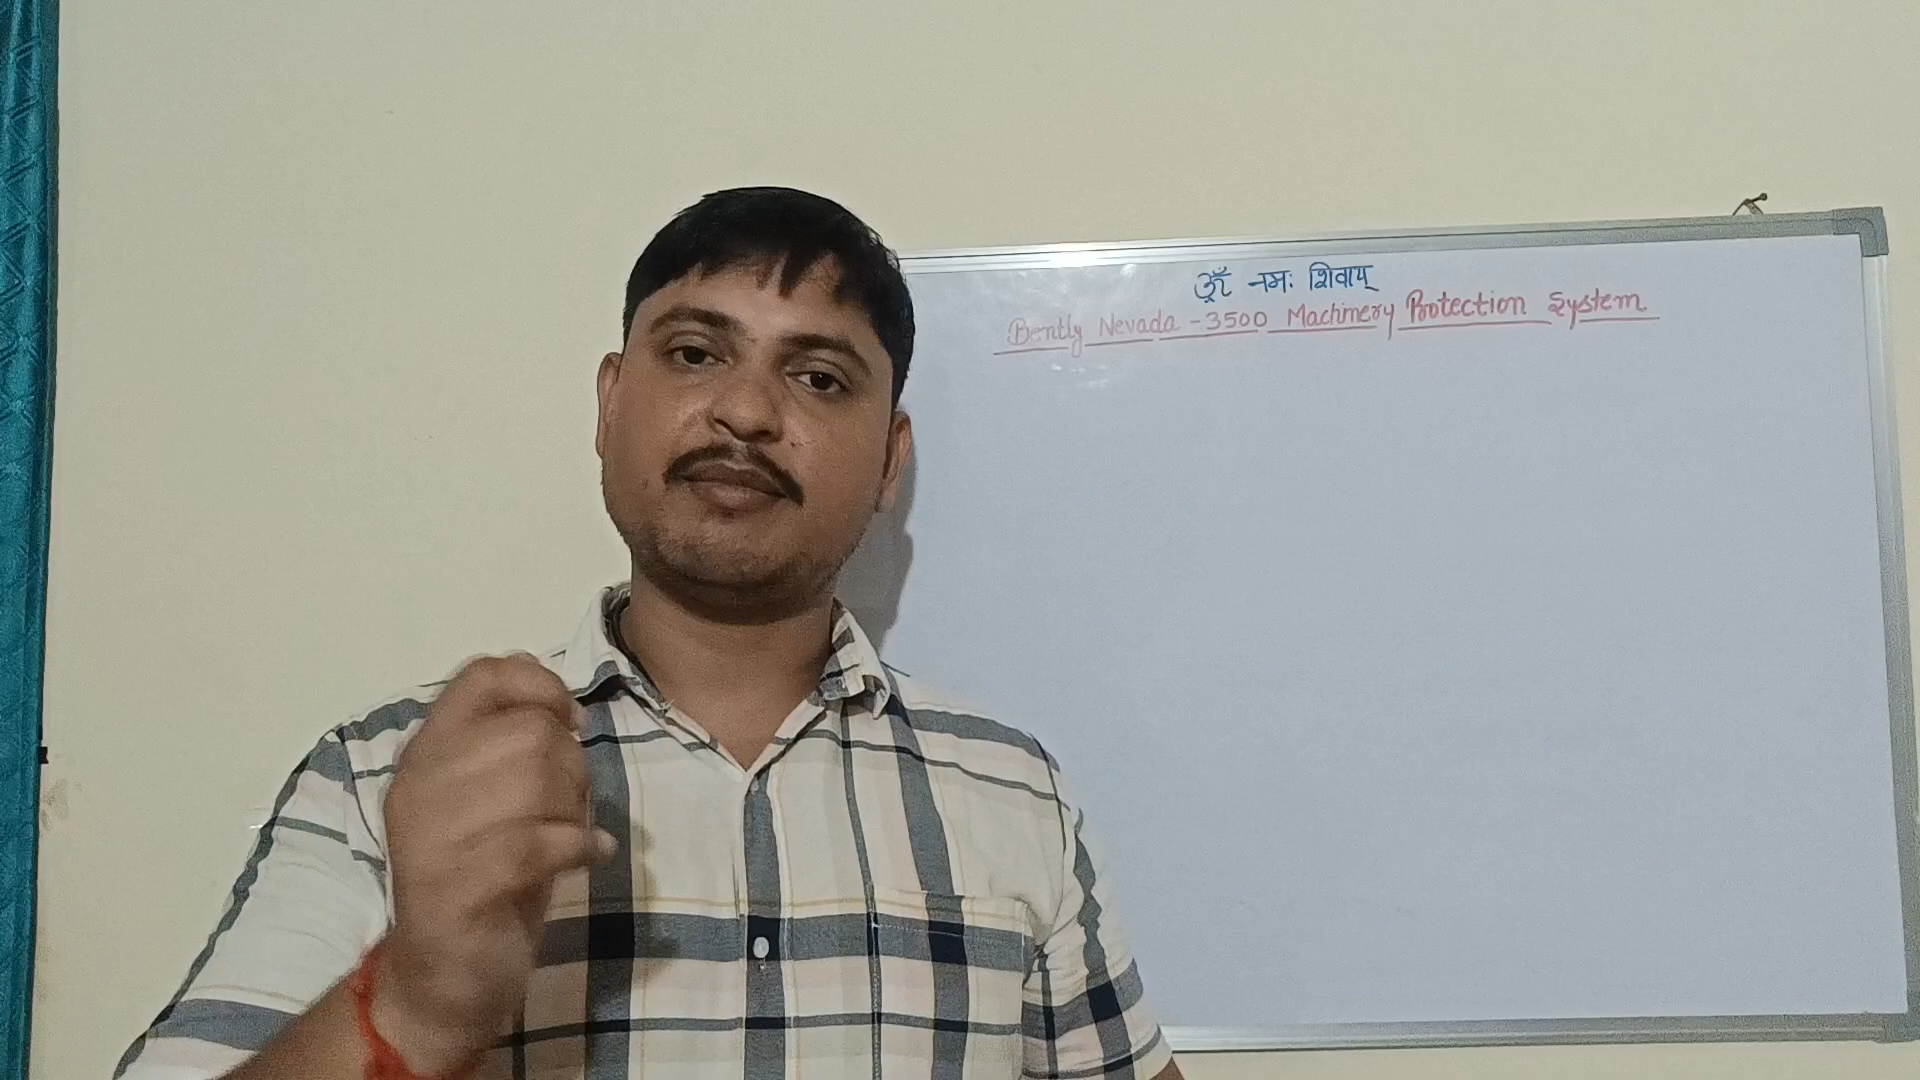 ॐ नमः शिवाय्
Bently Nevada - 3500 Machinery Protection System